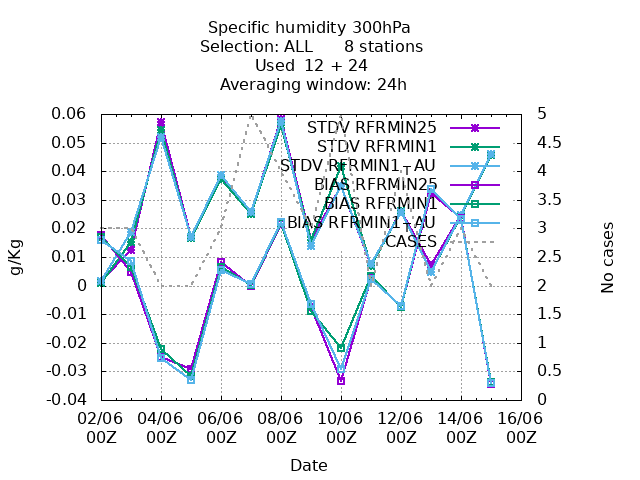 Specific humidity 300hPa
Selection: ALL 8 stations
Used 12 + 24
Averaging window: 24h
0.06
0.05
0.04
0.03
0.02
0.01
0
-0.01
-0.02
-0.03
-0.04
g/Kg
STDV RFRMIN25
STDV RFRMIN1
STDV RFRMIN1_AU
BIAS RFRMIN25
BIAS RFRMIN1
BIAS RFRMIN1_AU
CASES
5
4.5
4
3.5
3
2.5
2
1.5
1
0.5
0
No cases
02/06 04/06 06/06 08/06 10/06 12/06 14/06 16/06
00Z 00Z 00Z 00Z 00Z 00Z 00Z 00Z
Date